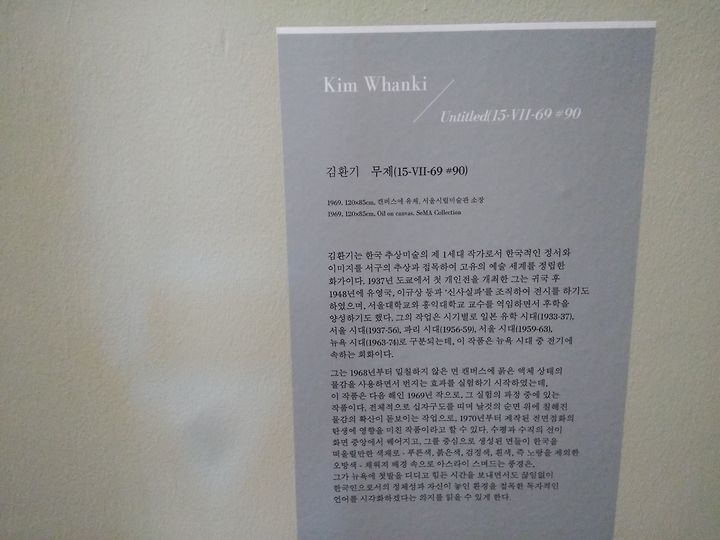 Kim Whanki
Untitled(15-VII-69 #90
김환기 무제(15-VII-69 #90)
1969, 120x85cm, 캔버스에 유채, 서울시립미술관 소장
1969, 120x85cm, Oil on canvas, SeMA Collection
김환기는 한국 추상미술의 제 1세대 작가로서 한국적인 정서와
이미지를 서구의 추상과 접목하여 고유의 예술 세계를 정립한
화가이다. 1937년 도쿄에서 첫 개인전을 개최한 그는 귀국 후
1948년에 유영국, 이규상 등과 '신사실파'를 조직하여 전시를 하기도
하였으며, 서울대학교와 홍익대학교 교수를 역임하면서 후학을
양성하기도 했다. 그의 작업은 시기별로 일본 유학 시대(1933-37),
서울 시대(1937-56), 파리 시대(1956-59), 서울 시대(1959-63),
뉴욕 시대(1963-74)로 구분되는데, 이 작품은 뉴욕 시대 중 전기에
속하는 회화이다.
그는 1968년부터 밑칠하지 않은 면 캔버스에 묽은 액체 상태의
물감을 사용하면서 번지는 효과를 실험하기 시작하였는데,
이 작품은 다음 해인 1969년 작으로, 그 실험의 과정 중에 있는
작품이다. 전체적으로 십자구도를 띠며 날것의 순면 위에 칠해진
물감의 확산이 돋보이는 작업으로, 1970년부터 제작된 전면점화의
탄생에 영향을 미친 작품이라고 할 수 있다. 수평과 수직의 선이
화면 중앙에서 꿰어지고, 그를 중심으로 생성된 면들이 한국을
떠올릴만한 색채로 - 푸른색, 붉은색, 검정색, 흰색, 즉 노랑을 제외한
오방색 - 채워지 배경 속으로 아스라이 스며드는 풍경은,
그가 뉴욕에 첫발을 디디고 힘든 시간을 보내면서도 끊임없이
한국인으로서의 정체성과 자신이 놓인 환경을 접목한 독자적인
언어를 시각화하겠다는 의지를 읽을 수 있게 한다.